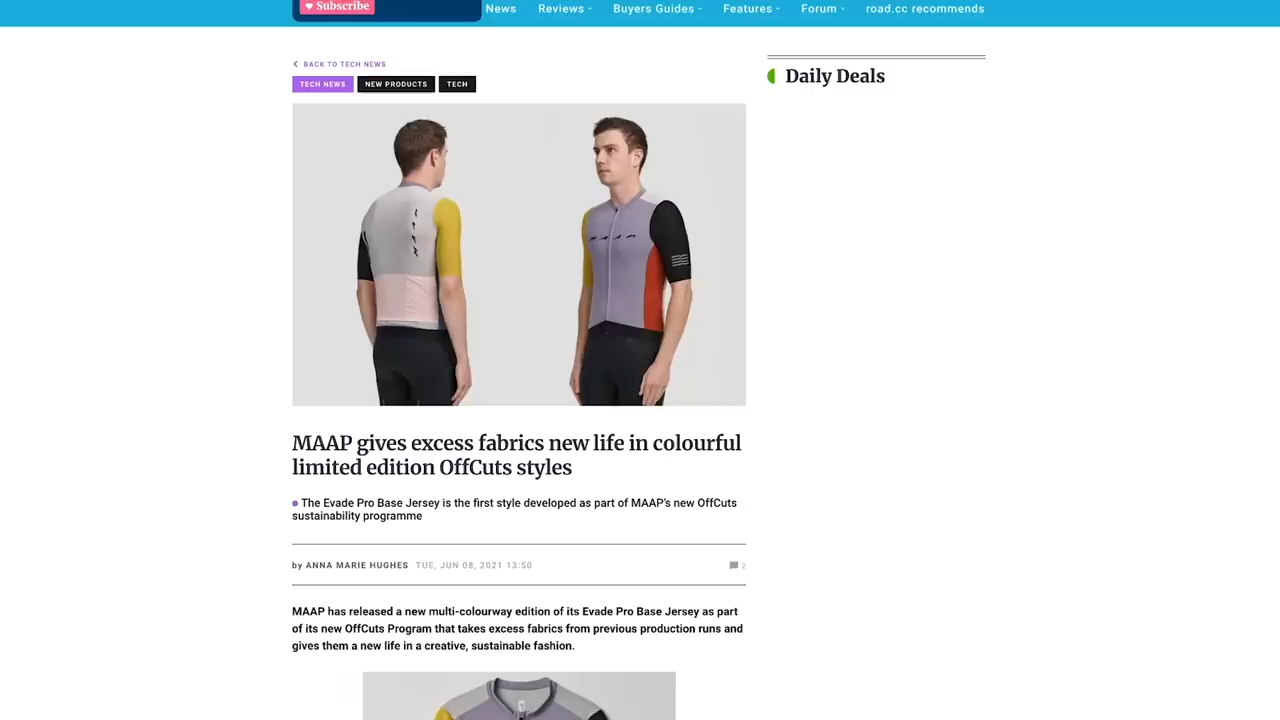 Subscribe
News Reviews Buyers Guides Features Forum road.cc recommends
BACK TO TECH NEWS
TECH NEWS NEW PRODUCTS TECH
Daily Deals
MAAP
MAAP
MAAP gives excess fabrics new life in colourful
limited edition OffCuts styles
The Evade Pro Base Jersey is the first style developed as part of MAAP's new OffCuts
sustainability programme
by ANNA MARIE HUGHES TUE, JUN 08, 2021 13:50
2
MAAP has released a new multi-colourway edition of its Evade Pro Base Jersey as part
of its new OffCuts Program that takes excess fabrics from previous production runs and
gives them a new life in a creative, sustainable fashion.